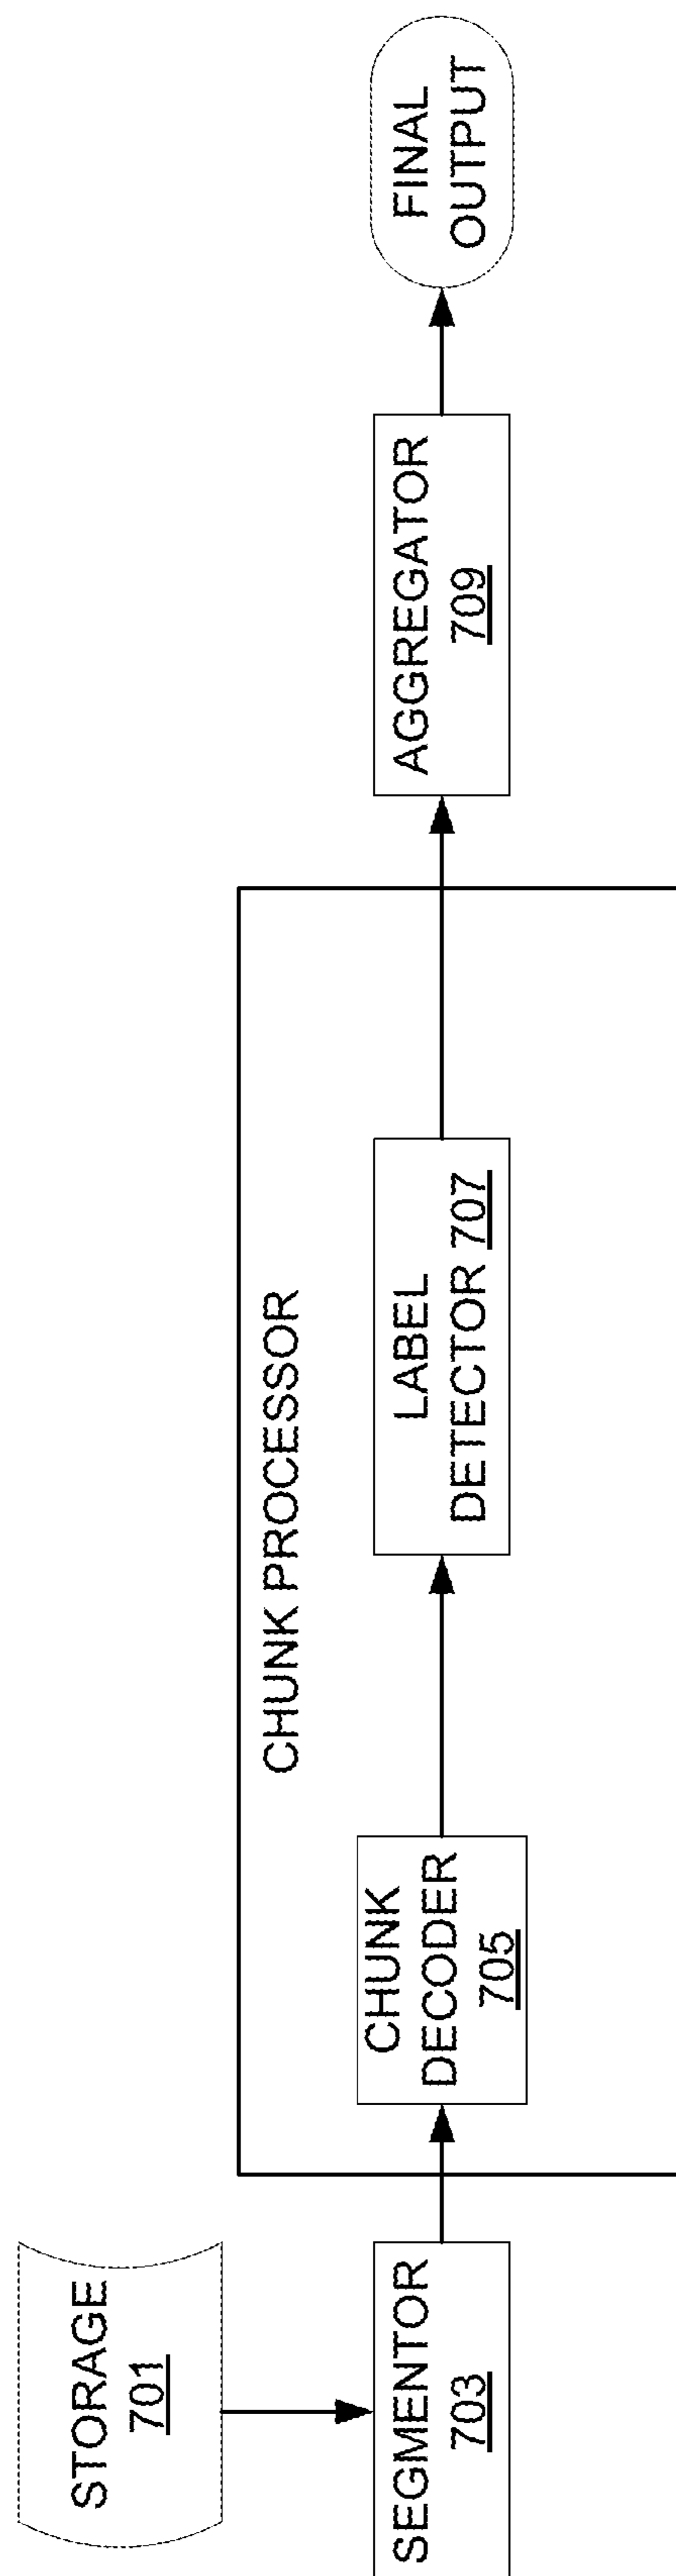 STORAGE
701
SEGMENTOR
703
CHUNK PROCESSOR
CHUNK
DECODER
705
LABEL
DETECTOR 707
AGGREGATOR
709
FINAL
OUTPUT